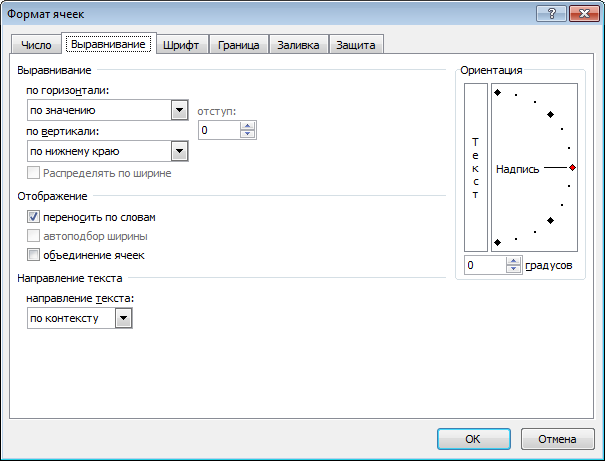 Формат ячеек
?
Число Выравнивание Шрифт Граница Заливка Защита
Выравнивание
по горизонтали:
по значению
отступ:
0
по вертикали:
по нижнему краю
Распределять по ширине
Отображение
переносить по словам
автоподбор ширины
объединение ячеек
Направление текста
направление текста:
по контексту
Ориентация
Текст
Надпись
0 градусов
ОК Отмена